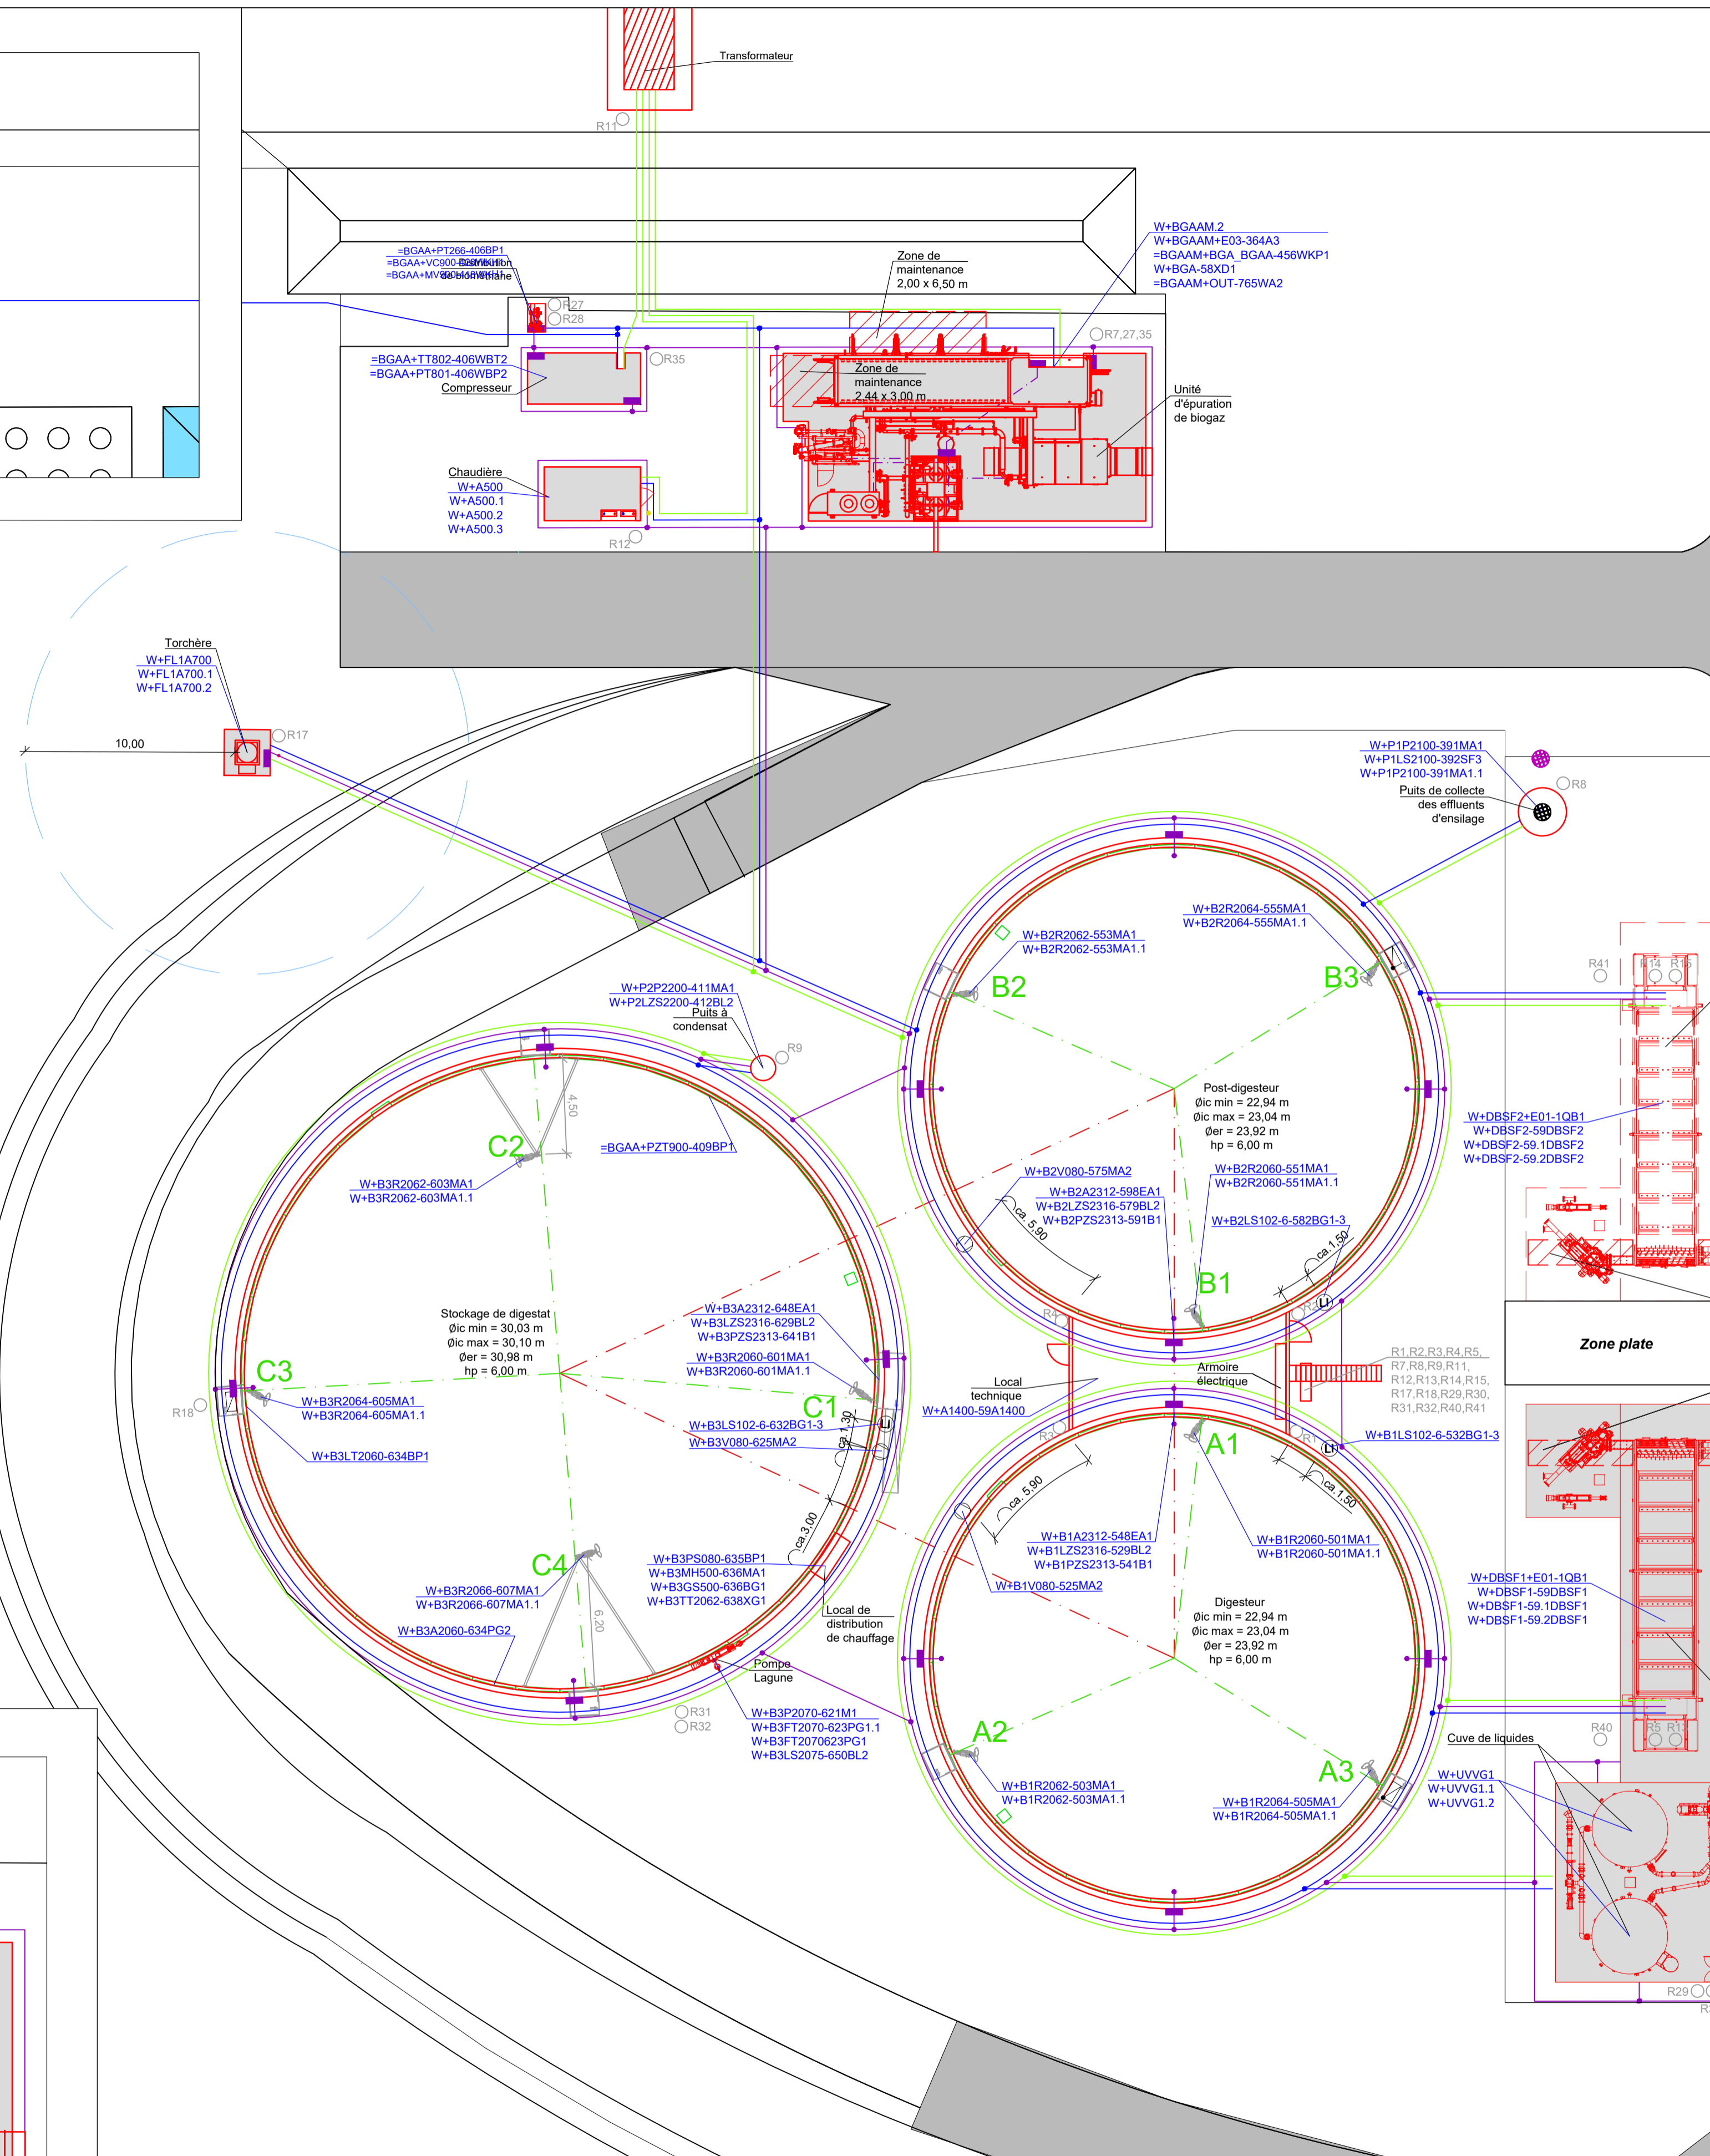 Transformateur
R11
=BGAA+PT266-406BP1
Distribution
de biométhane
R27
R28
Zone de
maintenance
2,00 x 6,50 m
W+BGAAM.2
W+BGAAM+E03-364A3
=BGAAM+BGA_BGAA-456WKP1
W+BGA-58XD1
=BGAAM+OUT-765WA2
R7,27,35
=BGAA+TT802-406WBT2
=BGAA+PT801-406WBP2
Compresseur
R35
Zone de
maintenance
2,44 x 3,00 m
Unité
d'épuration
de biogaz
Chaudière
W+A500
W+A500.1
W+A500.2
W+A500.3
R12
Torchère
W+FL1A700
W+FL1A700.1
W+FL1A700.2
10,00
R17
W+P1P2100-391MA1
W+P1LS2100-392SF3
W+P1P2100-391MA1.1
Puits de collecte
des effluents
d'ensilage
R8
W+B2R2064-555MA1
W+B2R2064-555MA1.1
W+B2R2062-553MA1
W+B2R2062-553MA1.1
B2
B3
R41
R14
R15
W+P2P2200-411MA1
W+P2LZS2200-412BL2
Puits à
condensat
R9
Post-digesteur
Øic min = 22,94 m
Øic max = 23,04 m
Øer = 23,92 m
hp = 6,00 m
4,50
C2
=BGAA+PZT900-409BP1
W+B3R2062-603MA1
W+B3R2062-603MA1.1
W+DBSF2+E01-1QB1
W+DBSF2-59DBSF2
W+DBSF2-59.1DBSF2
W+DBSF2-59.2DBSF2
W+B2V080-575MA2
W+B2A2312-598EA1
W+B2LZS2316-579BL2
W+B2PZS2313-591B1
W+B2R2060-551MA1
W+B2R2060-551MA1.1
W+B2LS102-6-582BG1-3
ca. 5,90
ca.1,50
B1
R4
R2
LI
Stockage de digestat
Øic min = 30,03 m
Øic max = 30,10 m
Øer = 30,98 m
hp = 6,00 m
W+B3A2312-648EA1
W+B3LZS2316-629BL2
W+B3PZS2313-641B1
W+B3R2060-601MA1
W+B3R2060-601MA1.1
Zone plate
R1,R2,R3,R4,R5,
R7,R8,R9,R11,
R12,R13,R14,R15,
R17,R18,R29,R30,
R31,R32,R40,R41
Armoire
électrique
Local
technique
W+A1400-59A1400
C3
R18
W+B3R2064-605MA1
W+B3R2064-605MA1.1
W+B3LT2060-634BP1
C1
W+B3LS102-6-632BG1-3
LI
W+B3V080-625MA2
ca.1,30
R3
R1
A1
LI
W+B1LS102-6-532BG1-3
ca. 5,90
ca.1,50
ca.3,00
W+B1A2312-548EA1
W+B1LZS2316-529BL2
W+B1PZS2313-541B1
W+B1R2060-501MA1
W+B1R2060-501MA1.1
C4
W+B3PS080-635BP1
W+B3MH500-636MA1
W+B3GS500-636BG1
W+B3TT2062-638XG1
W+B1V080-525MA2
W+DBSF1+E01-1QB1
W+DBSF1-59DBSF1
W+DBSF1-59.1DBSF1
W+DBSF1-59.2DBSF1
W+B3R2066-607MA1
W+B3R2066-607MA1.1
6,20
Local de
distribution
de chauffage
Digesteur
Øic min = 22,94 m
Øic max = 23,04 m
Øer = 23,92 m
hp = 6,00 m
W+B3A2060-634PG2
Pompe
Lagune
R31
R32
W+B3P2070-621M1
W+B3FT2070-623PG1.1
W+B3FT2070623PG1
W+B3LS2075-650BL2
A2
A3
R40
R5
Cuve de liquides
W+B1R2062-503MA1
W+B1R2062-503MA1.1
W+B1R2064-505MA1
W+B1R2064-505MA1.1
W+UVVG1
W+UVVG1.1
W+UVVG1.2
R29